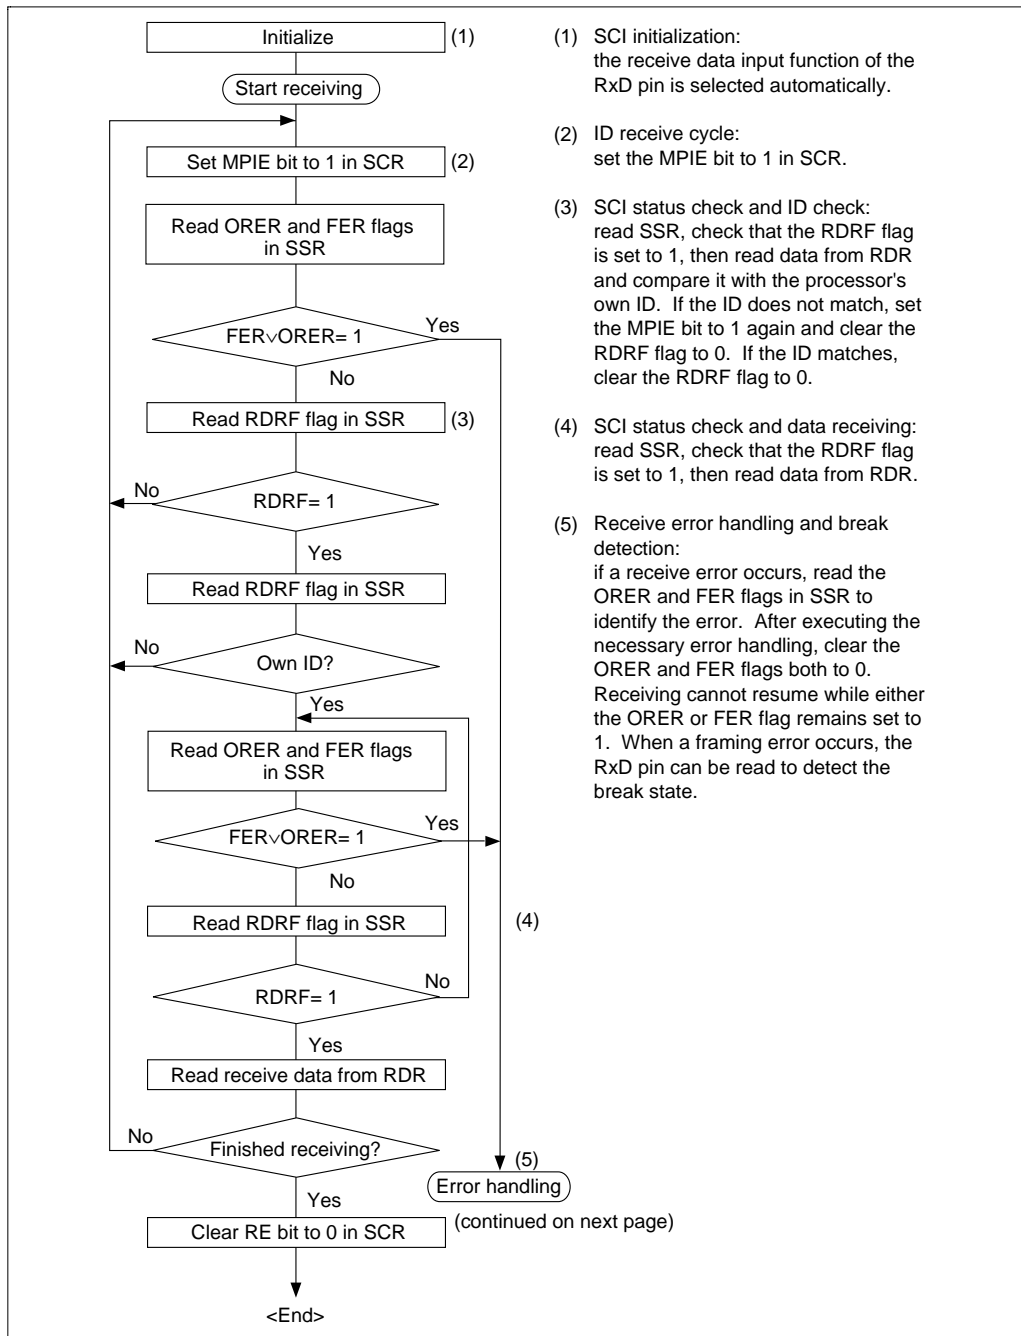 Initialize
(1)
Start receiving
Set MPIE bit to 1 in SCR
(2)
Read ORER and FER flags
in SSR
FER∨ORER= 1
Yes
No
Read RDRF flag in SSR
(3)
No
RDRF= 1
Yes
Read RDRF flag in SSR
No
Own ID?
Yes
Read ORER and FER flags
in SSR
FER∨ORER= 1
Yes
No
Read RDRF flag in SSR
(4)
RDRF= 1
No
Yes
Read receive data from RDR
No
Finished receiving?
(5)
Error handling
Yes
Clear RE bit to 0 in SCR
(continued on next page)
<End>
(1) SCI initialization:
the receive data input function of the
RxD pin is selected automatically.
(2) ID receive cycle:
set the MPIE bit to 1 in SCR.
(3) SCI status check and ID check:
read SSR, check that the RDRF flag
is set to 1, then read data from RDR
and compare it with the processor's
own ID. If the ID does not match, set
the MPIE bit to 1 again and clear the
RDRF flag to 0. If the ID matches,
clear the RDRF flag to 0.
(4) SCI status check and data receiving:
read SSR, check that the RDRF flag
is set to 1, then read data from RDR.
(5) Receive error handling and break
detection:
if a receive error occurs, read the
ORER and FER flags in SSR to
identify the error. After executing the
necessary error handling, clear the
ORER and FER flags both to 0.
Receiving cannot resume while either
the ORER or FER flag remains set to
1. When a framing error occurs, the
RxD pin can be read to detect the
break state.